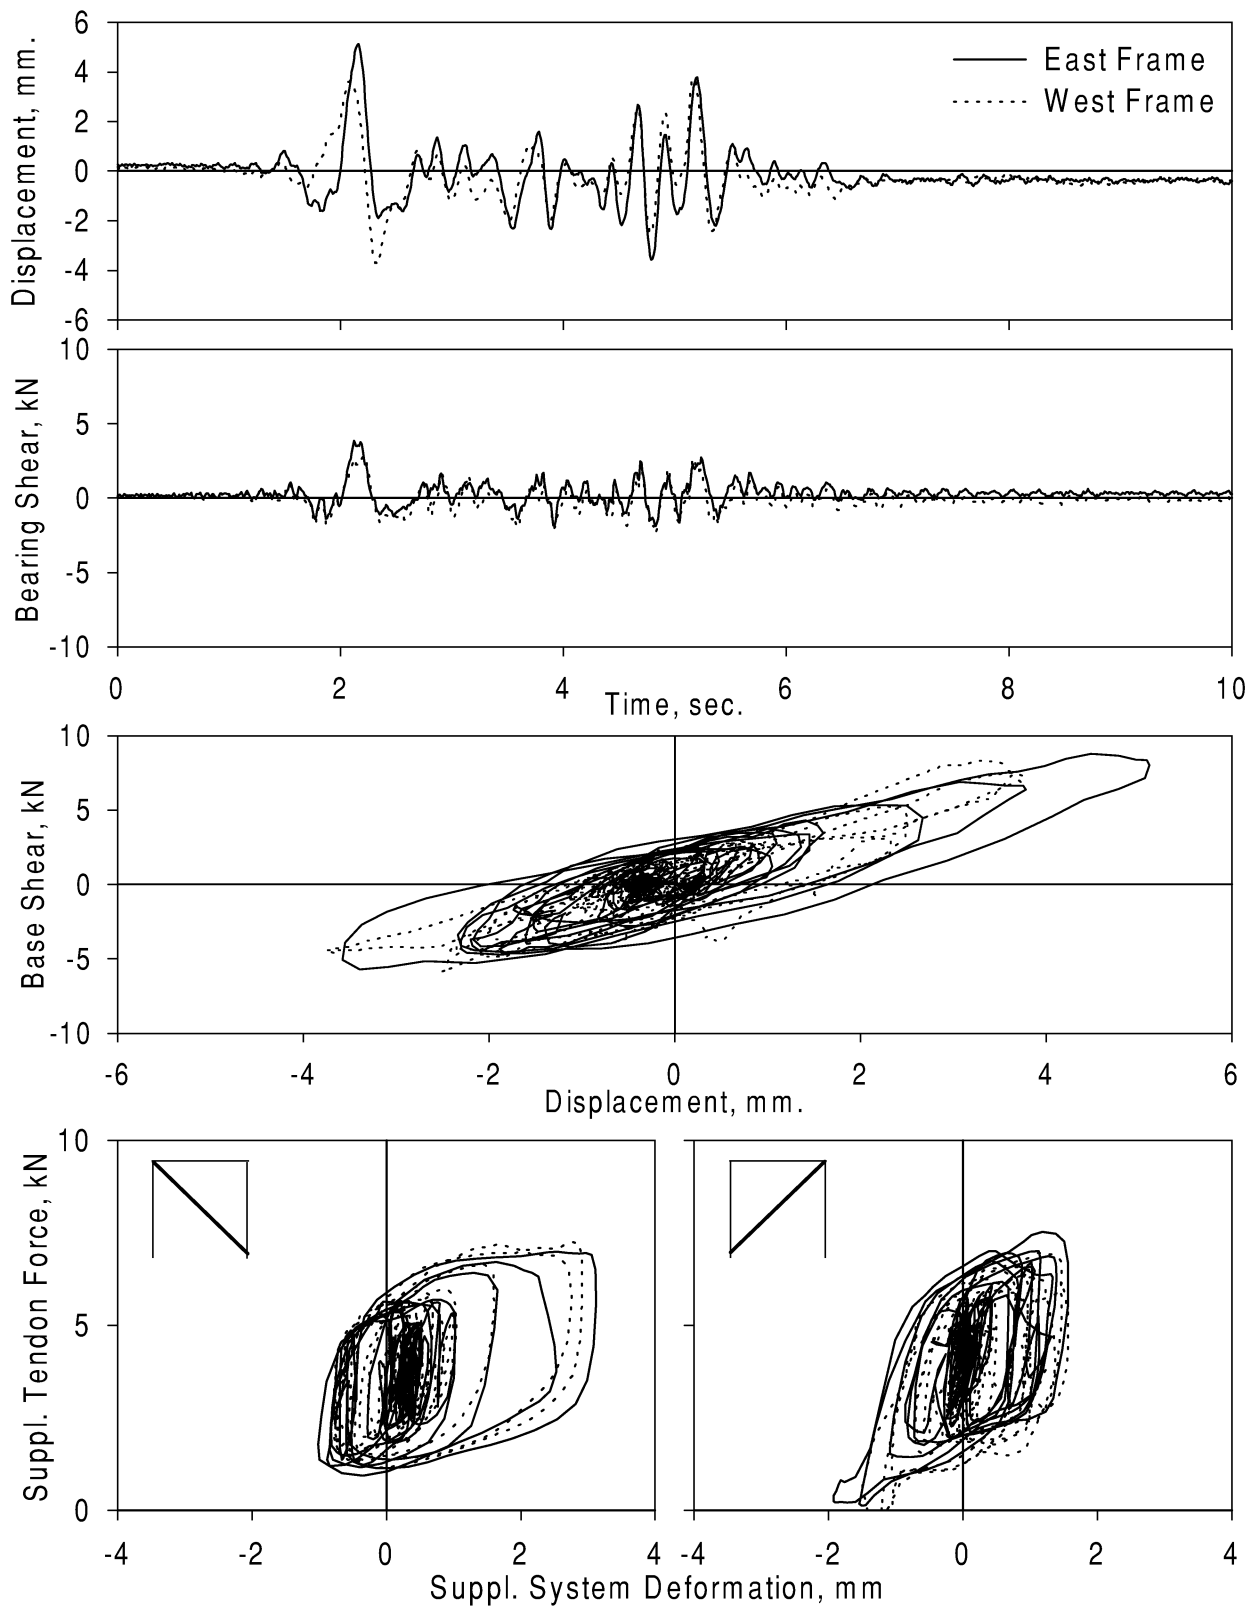 6
4
2
0
-2
-4
-6
Displacement, mm.
East Frame
West Frame
10
5
0
-5
-10
Bearing Shear, kN
0 2 4 6 8 10
Time, sec.
10
5
0
-5
-10
Base Shear, kN
-6 -4 -2 0 2 4 6
Displacement, mm.
10
5
0
Suppl. Tendon Force, kN
-4 -2 0 2 4 -4 -2 0 2 4
Suppl. System Deformation, mm